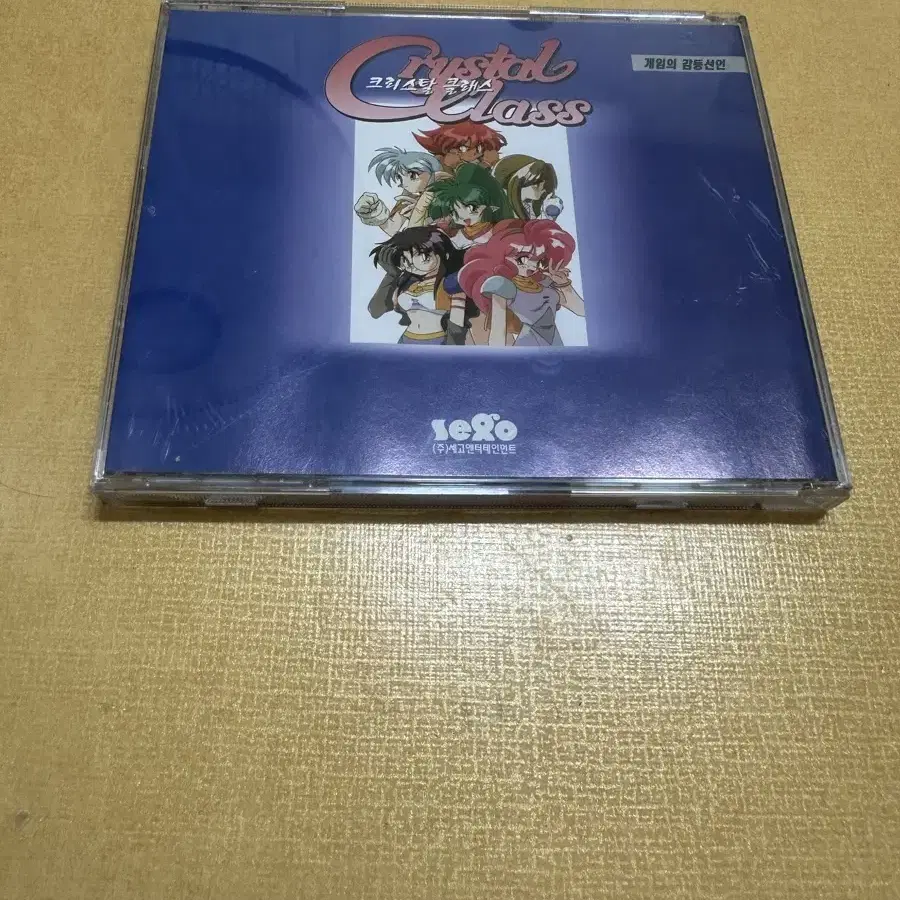 Crystal
크리스탈 클래스
Class
게임의 감동선언
sego
(주)세고엔터테인먼트